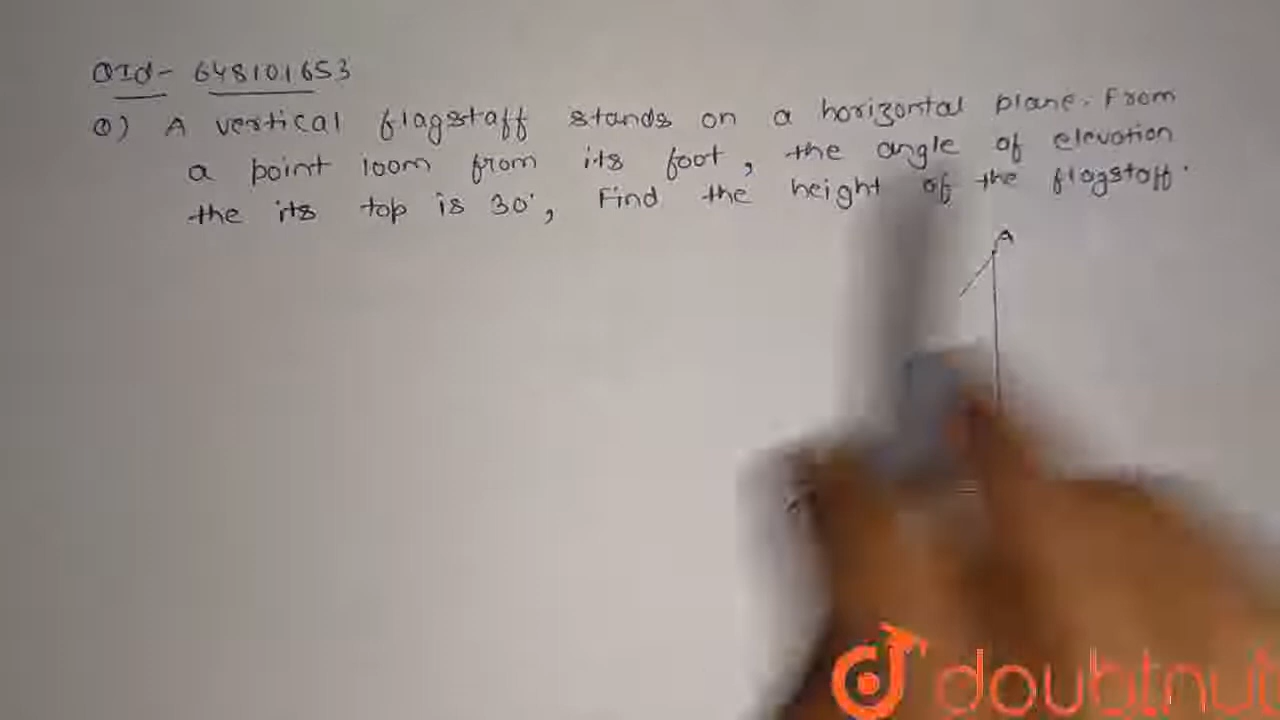 QId- 648101653
Q) A vertical flagstaff stands on a horizontal plane. From
a point 100m from its foot, the angle of elevation
the its top is 30°, Find the height of the flagstaff.
A
doubtnut